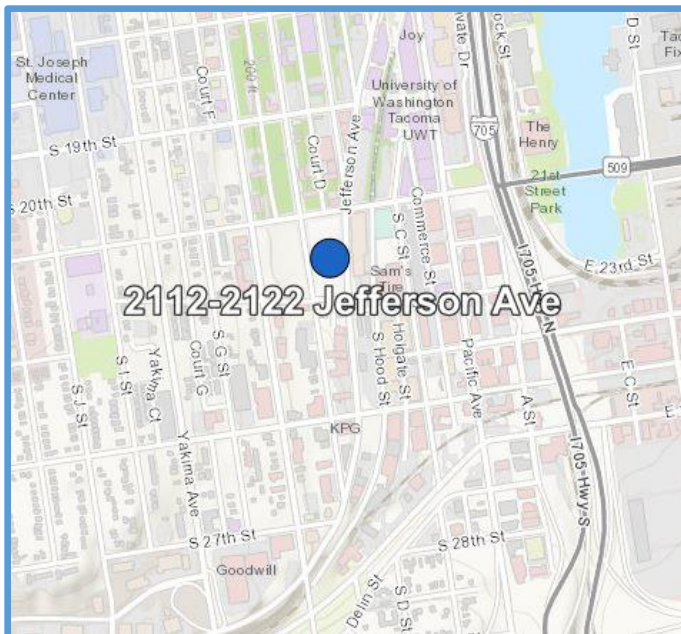 Joy
St. Joseph
Medical
Center
Court F
200 ft
University of
Washington
Tacoma
UWT
705
The
Henry
D St
S 19th St
Court D
Jefferson Ave
509
21st
Street
Park
S 20th St
S C St
Commerce St
E 23rd St
Sam's
Tire
2112-2122 Jefferson Ave
I705-Hwy N
S J St
S I St
Yakima Ct
Court G
S G St
S Hood St
Holgate St
Pacific Ave
A St
E C St
KPG
Yakima Ave
I705-Hwy S
S 27th St
S 28th St
Goodwill
Delin St
S D St